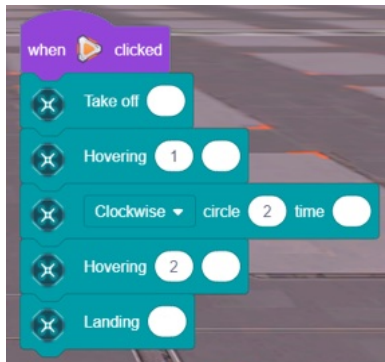 when clicked
Take off
Hovering 1
Clockwise circle 2 time
Hovering 2
Landing